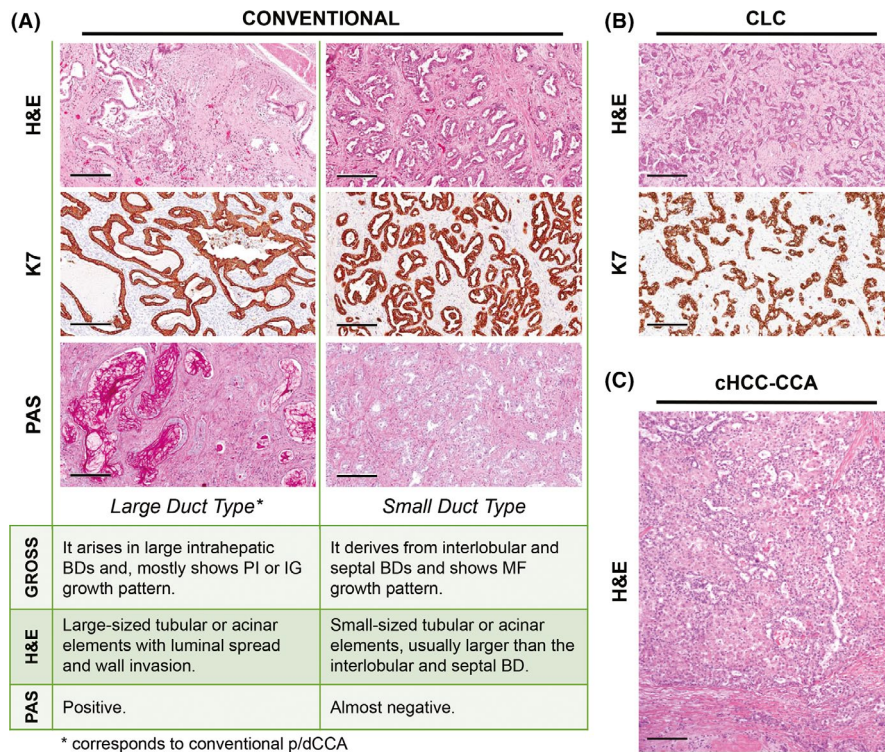 (A)
CONVENTIONAL
H&E
K7
PAS
Large Duct Type*
Small Duct Type
GROSS
It arises in large intrahepatic
BDs and, mostly shows PI or IG
growth pattern.
It derives from interlobular and
septal BDs and shows MF
growth pattern.
H&E
Large-sized tubular or acinar
elements with luminal spread
and wall invasion.
Small-sized tubular or acinar
elements, usually larger than the
interlobular and septal BD.
PAS
Positive.
Almost negative.
* corresponds to conventional p/dCCA
(B)
CLC
H&E
K7
(C)
cHCC-CCA
H&E